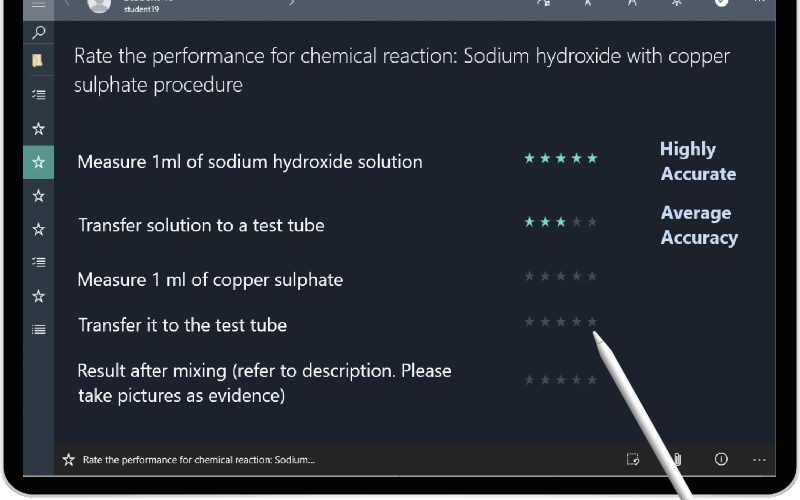 student19
Rate the performance for chemical reaction: Sodium hydroxide with copper
sulphate procedure
Measure 1ml of sodium hydroxide solution
Highly
Accurate
Transfer solution to a test tube
Average
Accuracy
Measure 1 ml of copper sulphate
Transfer it to the test tube
Result after mixing (refer to description. Please
take pictures as evidence)
Rate the performance for chemical reaction: Sodium...